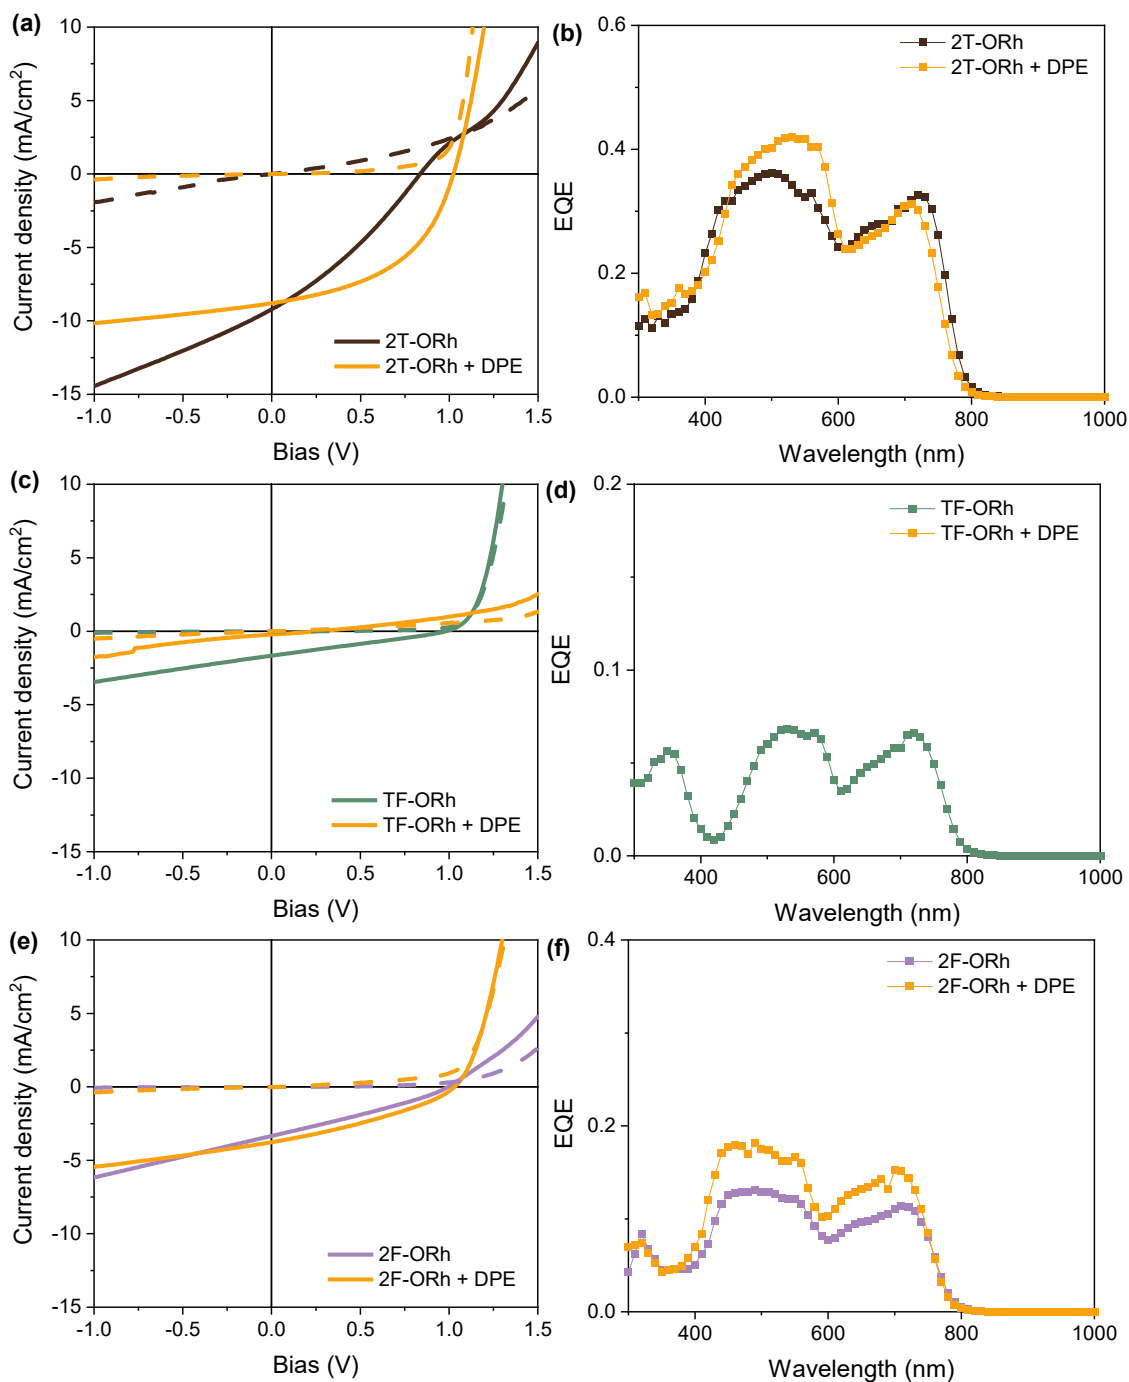 (a)
10
5
0
-5
-10
-15
Current density (mA/cm²)
2T-ORh
2T-ORh + DPE
-1.0 -0.5 0.0 0.5 1.0 1.5
Bias (V)
(b)
0.6
0.4
0.2
0.0
EQE
2T-ORh
2T-ORh + DPE
400 600 800 1000
Wavelength (nm)
(c)
10
5
0
-5
-10
-15
Current density (mA/cm²)
TF-ORh
TF-ORh + DPE
-1.0 -0.5 0.0 0.5 1.0 1.5
Bias (V)
(d)
0.2
0.1
0.0
EQE
TF-ORh
TF-ORh + DPE
400 600 800 1000
Wavelength (nm)
(e)
10
5
0
-5
-10
-15
Current density (mA/cm²)
2F-ORh
2F-ORh + DPE
-1.0 -0.5 0.0 0.5 1.0 1.5
Bias (V)
(f)
0.4
0.2
0.0
EQE
2F-ORh
2F-ORh + DPE
400 600 800 1000
Wavelength (nm)